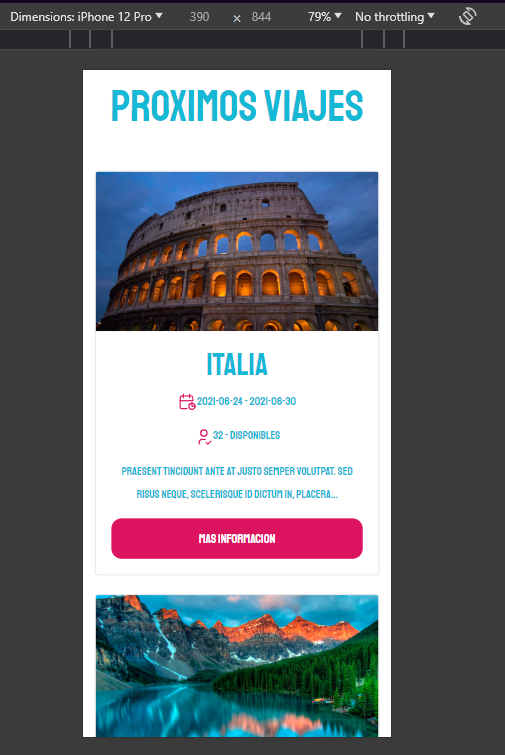 Dimensions: iPhone 12 Pro 390 × 844 79% No throttling
PROXIMOS VIAJES
ITALIA
2021-06-24 - 2021-06-30
32 - DISPONIBLES
PRAESENT TINCIDUNT ANTE AT JUSTO SEMPER VOLUTPAT. SED
RISUS NEQUE, SCELERISQUE ID DICTUM IN, PLACERA...
MAS INFORMACION